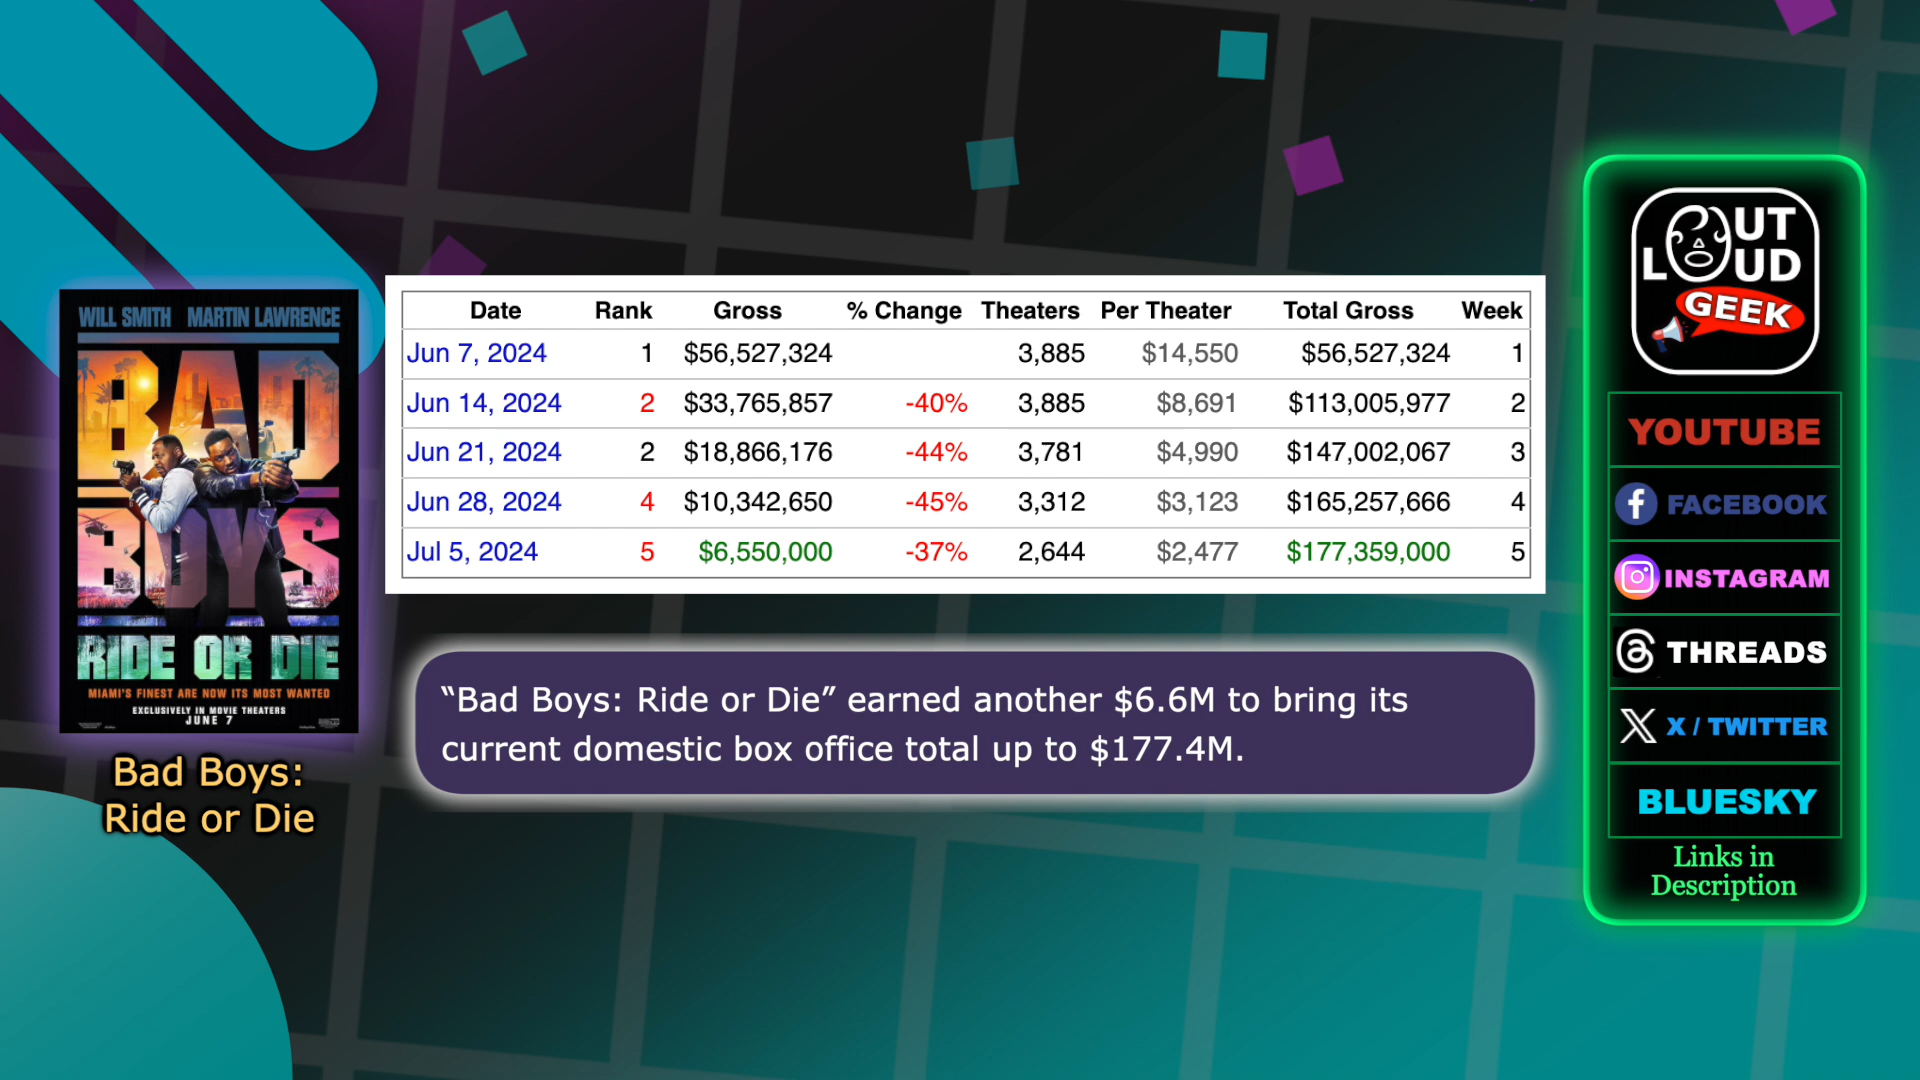 WILL SMITH MARTIN LAWRENCE
BAD
BOYS
RIDE OR DIE
MIAMI'S FINEST ARE NOW ITS MOST WANTED
EXCLUSIVELY IN MOVIE THEATERS
JUNE 7
Bad Boys:
Ride or Die
Date Rank Gross % Change Theaters Per Theater Total Gross Week
Jun 7, 2024 1 $56,527,324 3,885 $14,550 $56,527,324 1
Jun 14, 2024 2 $33,765,857 -40% 3,885 $8,691 $113,005,977 2
Jun 21, 2024 2 $18,866,176 -44% 3,781 $4,990 $147,002,067 3
Jun 28, 2024 4 $10,342,650 -45% 3,312 $3,123 $165,257,666 4
Jul 5, 2024 5 $6,550,000 -37% 2,644 $2,477 $177,359,000 5
“Bad Boys: Ride or Die” earned another $6.6M to bring its
current domestic box office total up to $177.4M.
OUT
LOUD
GEEK
YOUTUBE
FACEBOOK
INSTAGRAM
THREADS
X / TWITTER
BLUESKY
Links in
Description